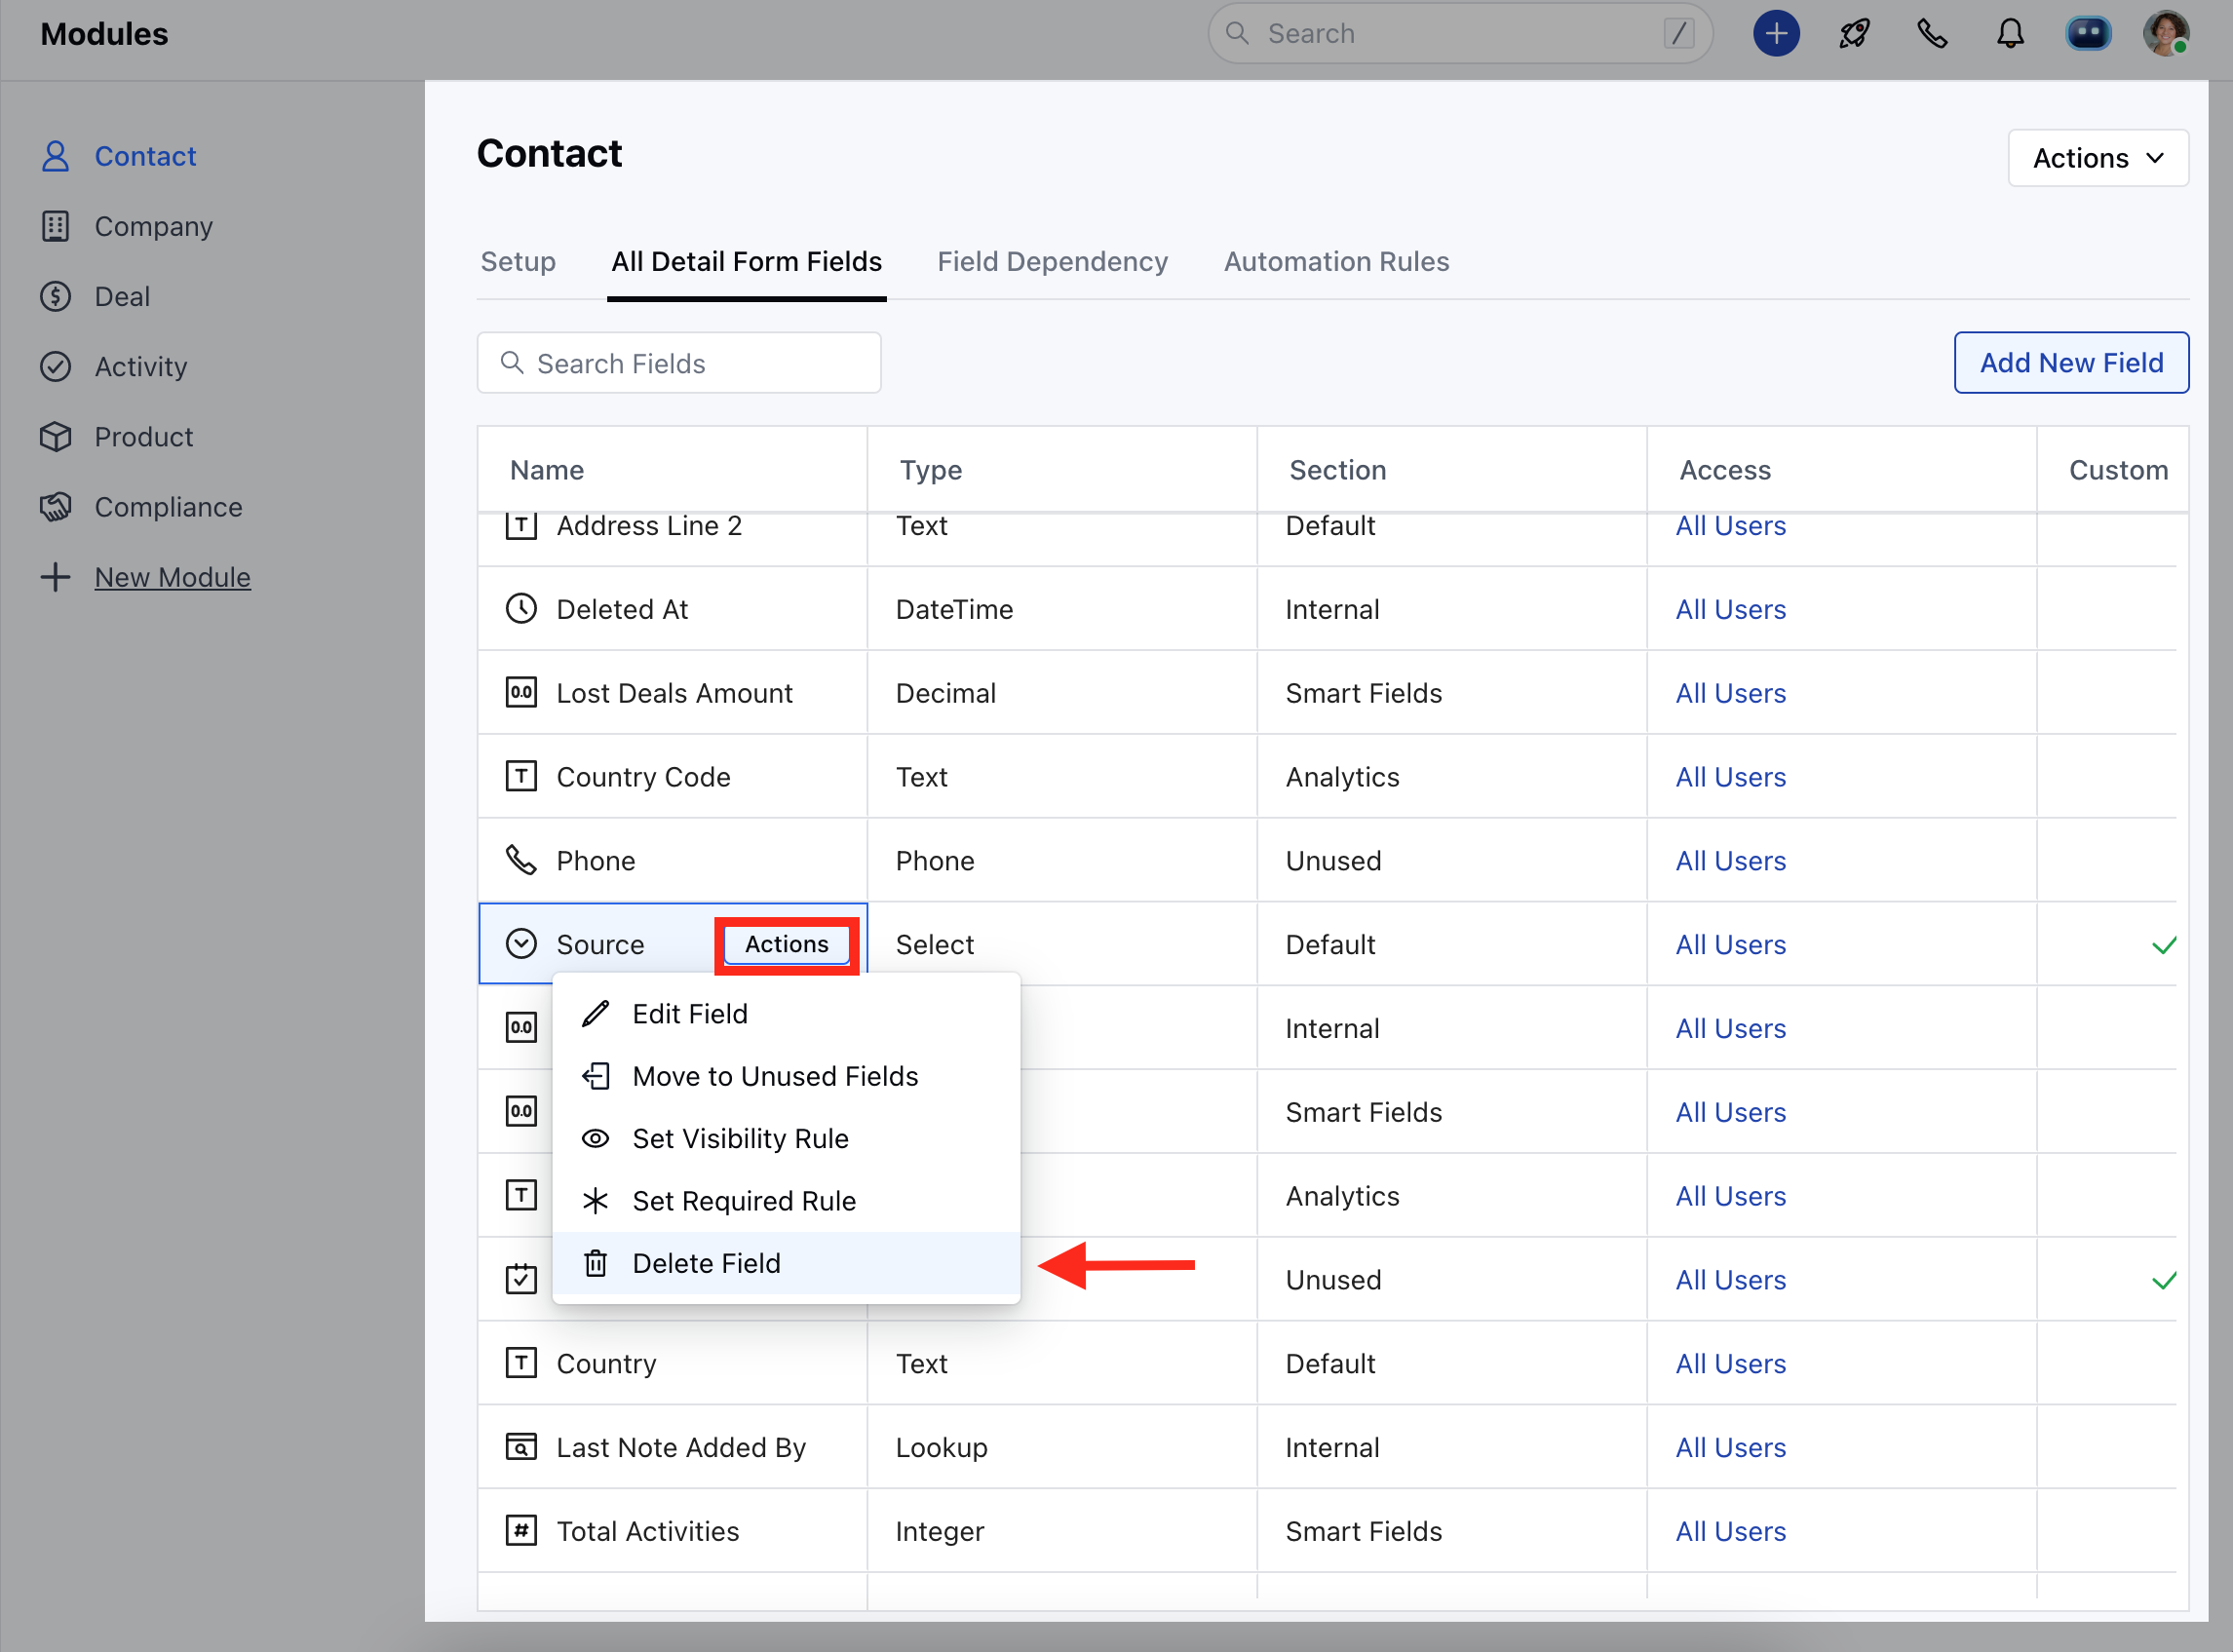 Modules
Search /
Contact
Company
Deal
Activity
Product
Compliance
New Module
Contact
Actions
Setup All Detail Form Fields Field Dependency Automation Rules
Search Fields
Add New Field
Name Type Section Access Custom
Address Line 2 Text Default All Users
Deleted At DateTime Internal All Users
Lost Deals Amount Decimal Smart Fields All Users
Country Code Text Analytics All Users
Phone Phone Unused All Users
Source Actions Select Default All Users
Edit Field
Internal All Users
Move to Unused Fields
Smart Fields All Users
Set Visibility Rule
Analytics All Users
Set Required Rule
Delete Field
Unused All Users
Country Text Default All Users
Last Note Added By Lookup Internal All Users
Total Activities Integer Smart Fields All Users